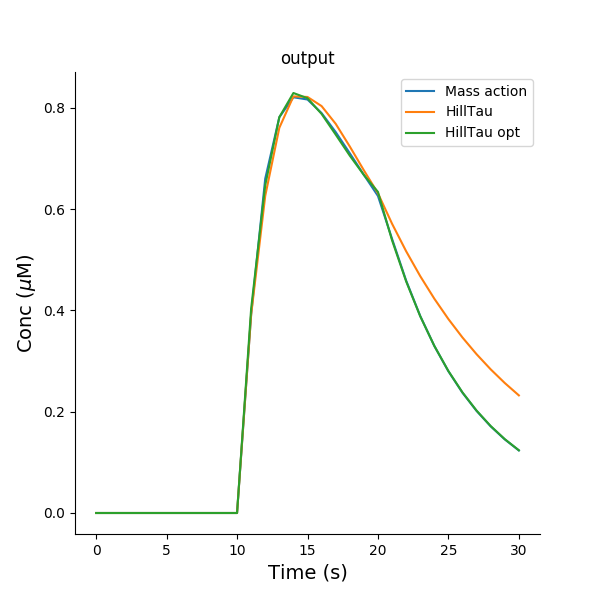 output
Mass action
HillTau
HillTau opt
Conc (μM)
0.8
0.6
0.4
0.2
0.0
0 5 10 15 20 25 30
Time (s)